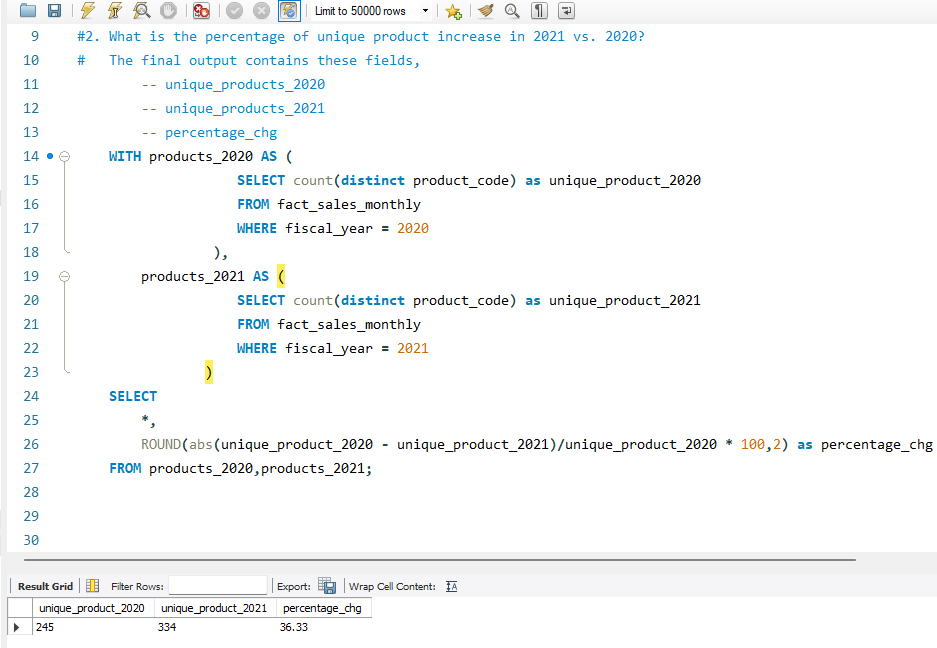 Limit to 50000 rows
9 #2. What is the percentage of unique product increase in 2021 vs. 2020?
10 # The final output contains these fields,
11 -- unique_products_2020
12 -- unique_products_2021
13 -- percentage_chg
14 WITH products_2020 AS (
15 SELECT count(distinct product_code) as unique_product_2020
16 FROM fact_sales_monthly
17 WHERE fiscal_year = 2020
18 ),
19 products_2021 AS (
20 SELECT count(distinct product_code) as unique_product_2021
21 FROM fact_sales_monthly
22 WHERE fiscal_year = 2021
23 )
24 SELECT
25 *,
26 ROUND(abs(unique_product_2020 - unique_product_2021)/unique_product_2020 * 100,2) as percentage_chg
27 FROM products_2020,products_2021;
28
29
30
Result Grid Filter Rows: Export: Wrap Cell Content: IA
unique_product_2020 unique_product_2021 percentage_chg
245 334 36.33